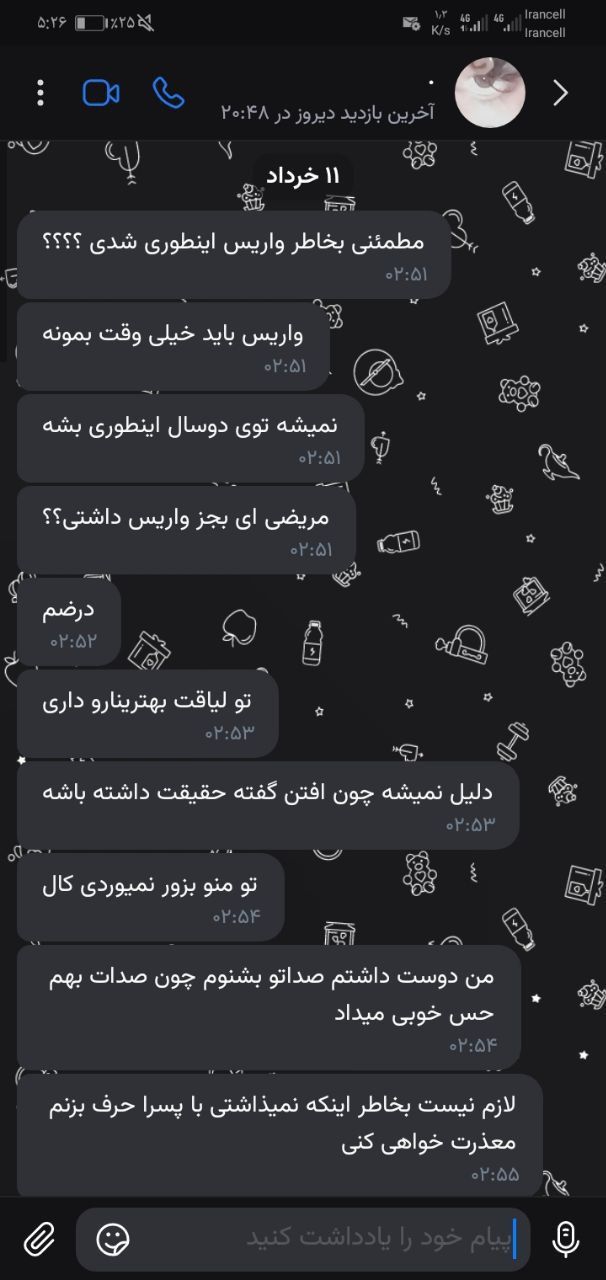 ۵:۲۶
٪۲۵
۱٫۲
K/s
4G
4G
Irancell
Irancell
.
آخرین بازدید دیروز در ۲۰:۴۸
۱۱ خرداد
مطمئنی بخاطر واریس اینطوری شدی ؟؟؟؟
۰۲:۵۱
واریس باید خیلی وقت بمونه
۰۲:۵۱
نمیشه توی دوسال اینطوری بشه
۰۲:۵۱
مریضی ای بجز واریس داشتی؟؟
۰۲:۵۱
درضم
۰۲:۵۲
تو لیاقت بهترینارو داری
۰۲:۵۳
دلیل نمیشه چون افتن گفته حقیقت داشته باشه
۰۲:۵۳
تو منو بزور نمیوردی کال
۰۲:۵۴
من دوست داشتم صداتو بشنوم چون صدات بهم
حس خوبی میداد
۰۲:۵۴
لازم نیست بخاطر اینکه نمیذاشتی با پسرا حرف بزنم
معذرت خواهی کنی
۰۲:۵۵
پیام خود را یادداشت کنید